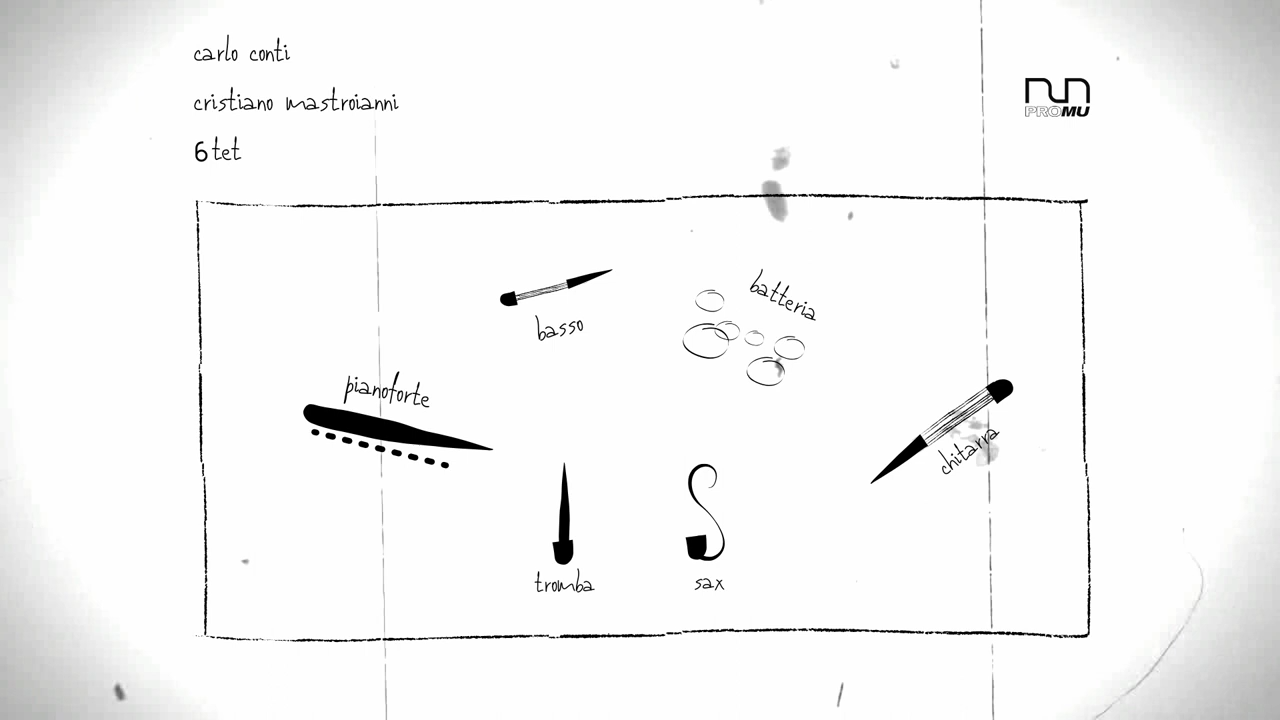 carlo conti
cristiano mastroianni
6tet
PROMU
batteria
basso
pianoforte
chitarra
tromba
sax